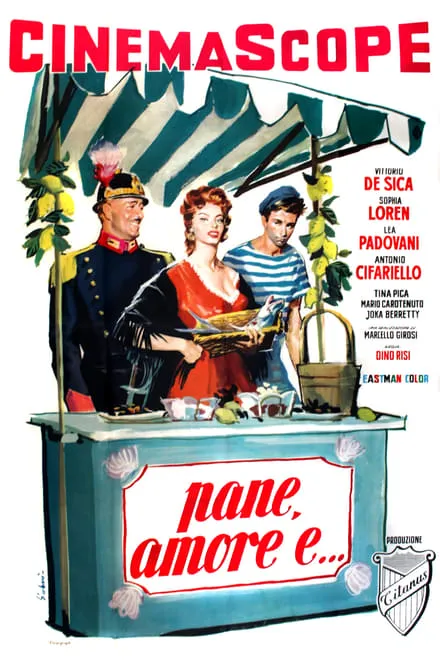 CINEMASCOPE
VITTORIO
DE SICA
SOPHIA
LOREN
LEA
PADOVANI
ANTONIO
CIFARIELLO
TINA PICA
MARIO CAROTENUTO
JOKA BERRETTY
MARCELLO GIROSI
REGIA
DINO RISI
EASTMAN COLOR
pane,
amore e...
PRODUZIONE
Titanus